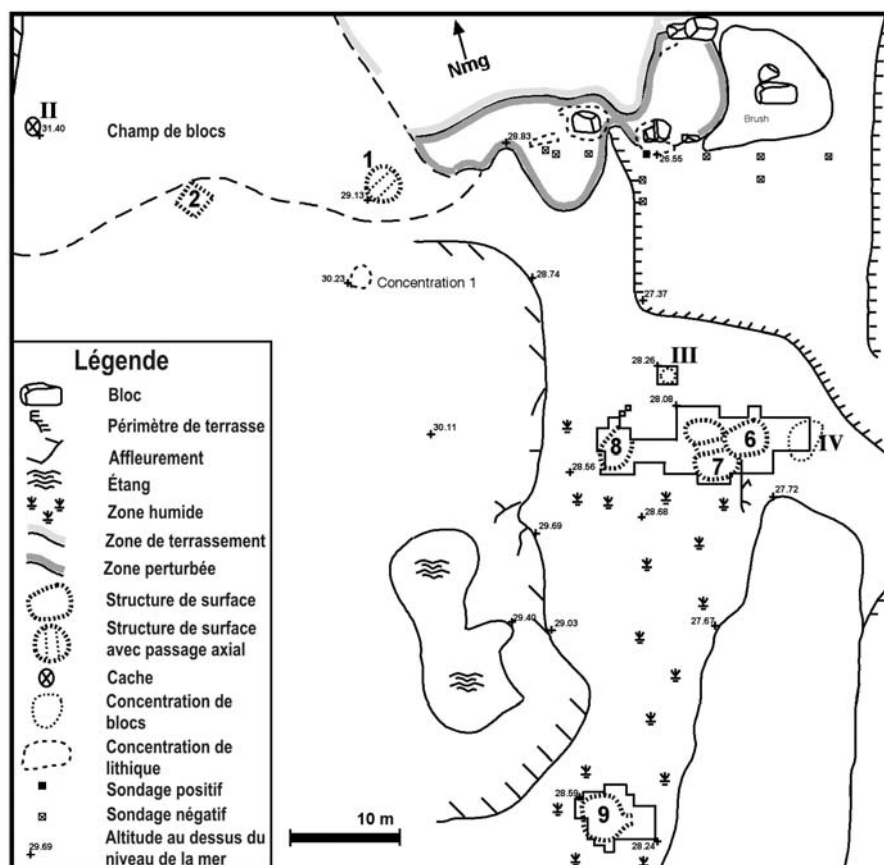 Nmg
II
31.40
Champ de blocs
28.83
26.55
Brush
1
29.13
2
30.23
Concentration 1
28.74
27.37
28.26
III
28.08
30.11
8
6
7
IV
28.56
27.72
28.68
29.69
29.40
29.03
27.67
28.59
9
28.24
10 m
Légende
Bloc
Périmètre de terrasse
Affleurement
Étang
Zone humide
Zone de terrassement
Zone perturbée
Structure de surface
Structure de surface
avec passage axial
Cache
Concentration de
blocs
Concentration de
lithique
Sondage positif
Sondage négatif
29.69
Altitude au dessus du
niveau de la mer